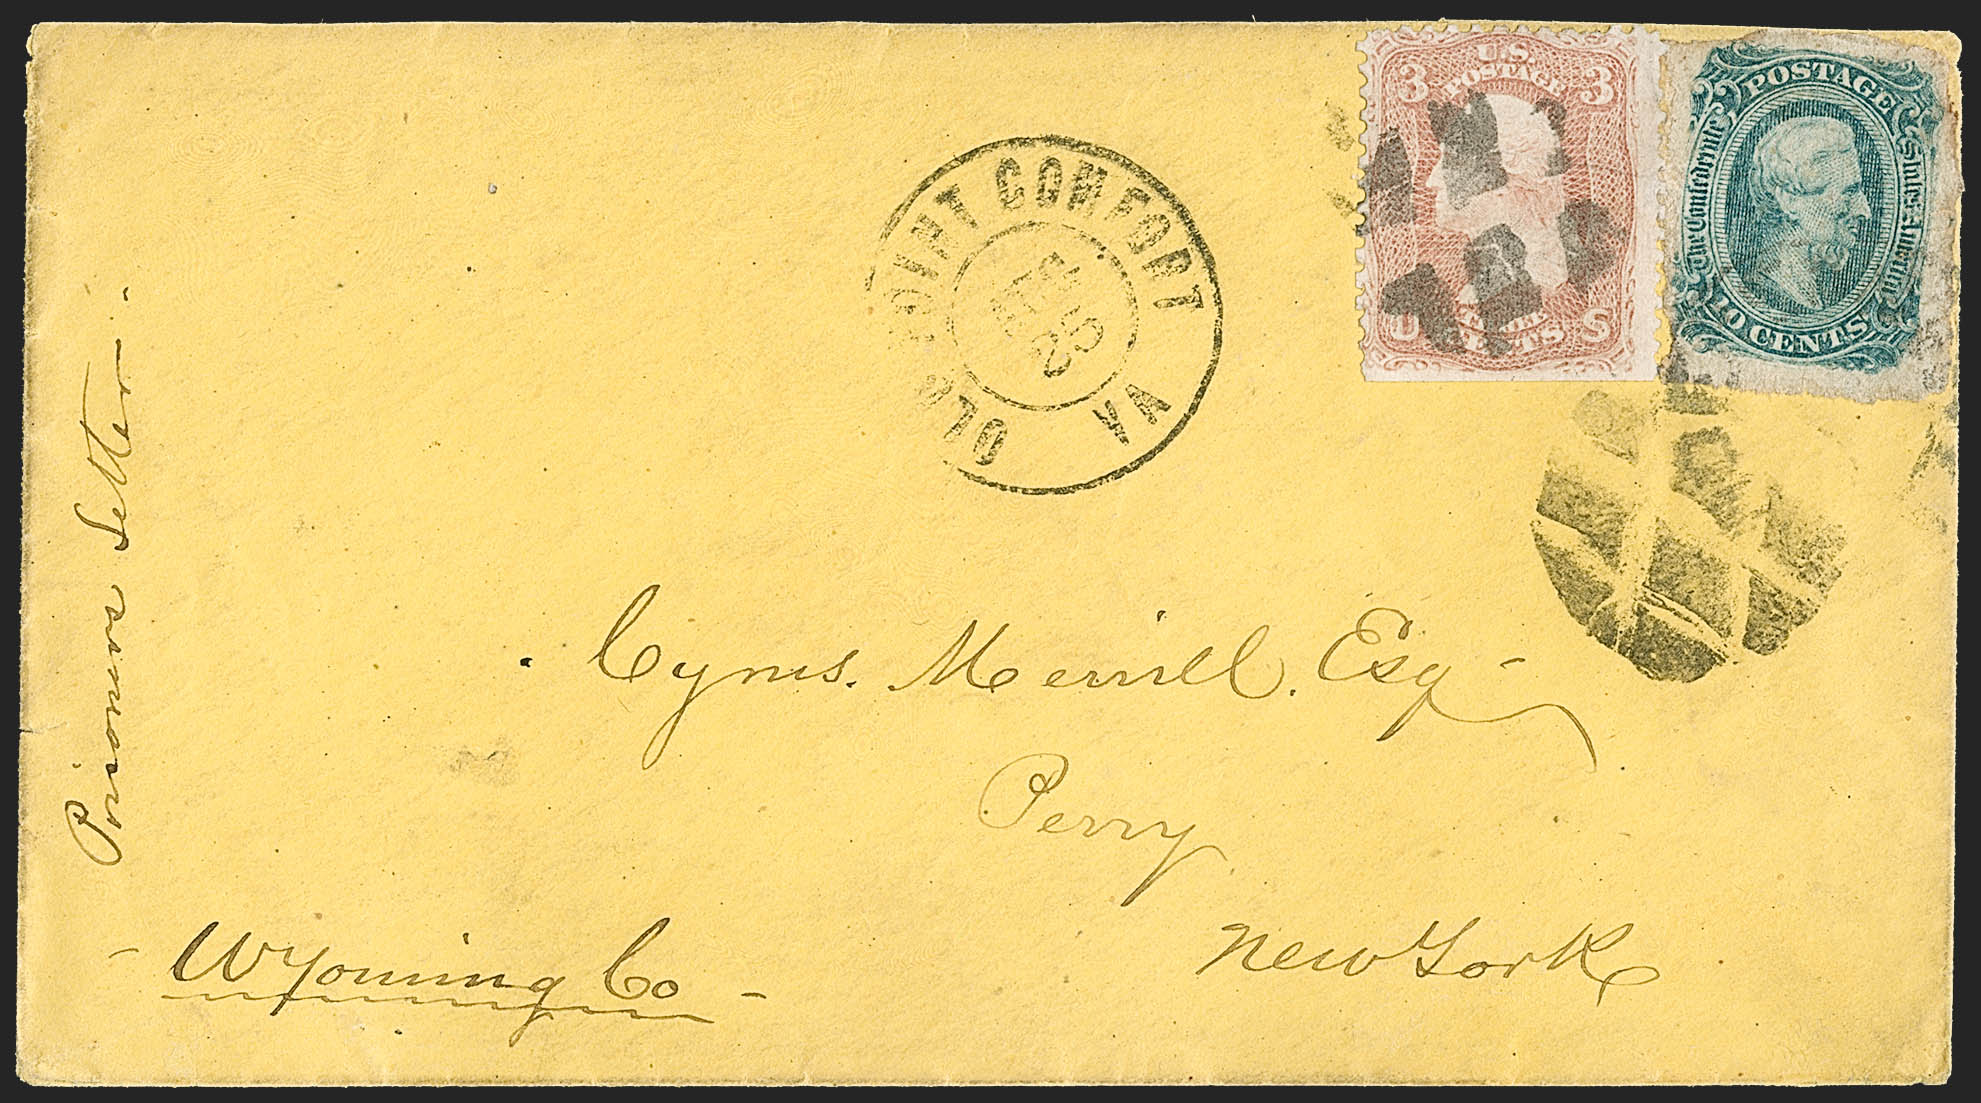 U.S.
POSTAGE
3 3
U THREE S
CENTS
POSTAGE
The Confederate States of America
10 CENTS
OLD POINT COMFORT
VA
Prisoners Letter
Cyrus. Merrill. Esq
Perry
New York
Wyoming Co